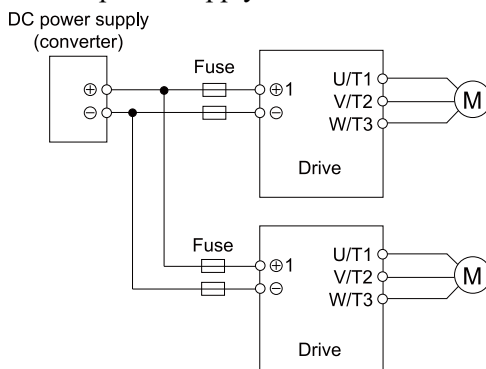 DC power supply
(converter)
Fuse
⊕
⊖
⊕1
⊖
U/T1
V/T2
W/T3
M
Drive
Fuse
⊕1
⊖
U/T1
V/T2
W/T3
M
Drive